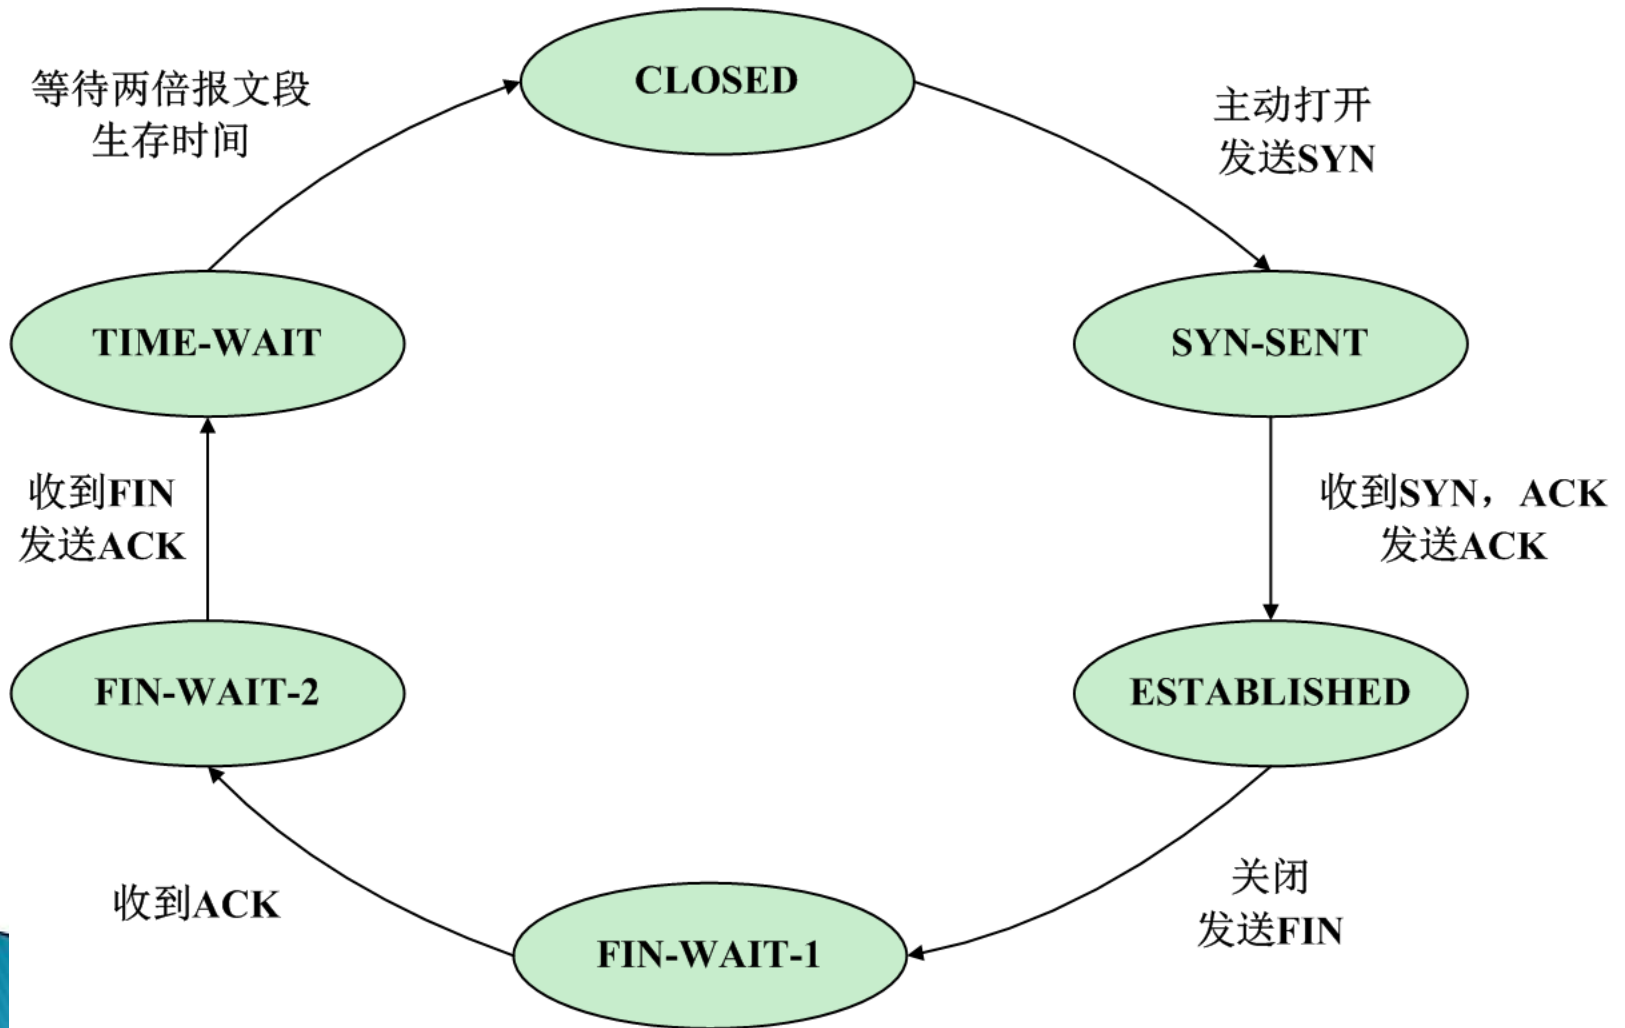 CLOSED
主动打开
发送SYN
SYN-SENT
收到SYN，ACK
发送ACK
ESTABLISHED
关闭
发送FIN
FIN-WAIT-1
收到ACK
FIN-WAIT-2
收到FIN
发送ACK
TIME-WAIT
等待两倍报文段
生存时间